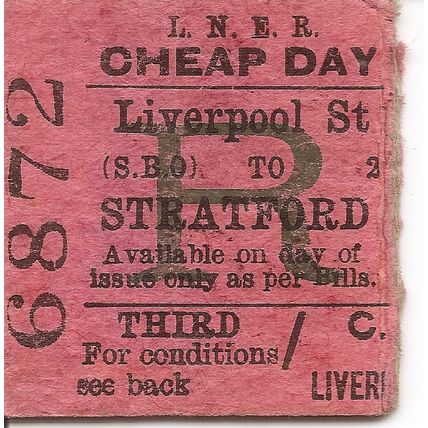 L. N. E. R.
CHEAP DAY
Liverpool St
(S.B.O) TO 2
STRATFORD
R
Available on day of
issue only as per Bills.
THIRD / C.
For conditions
see back LIVER
6872